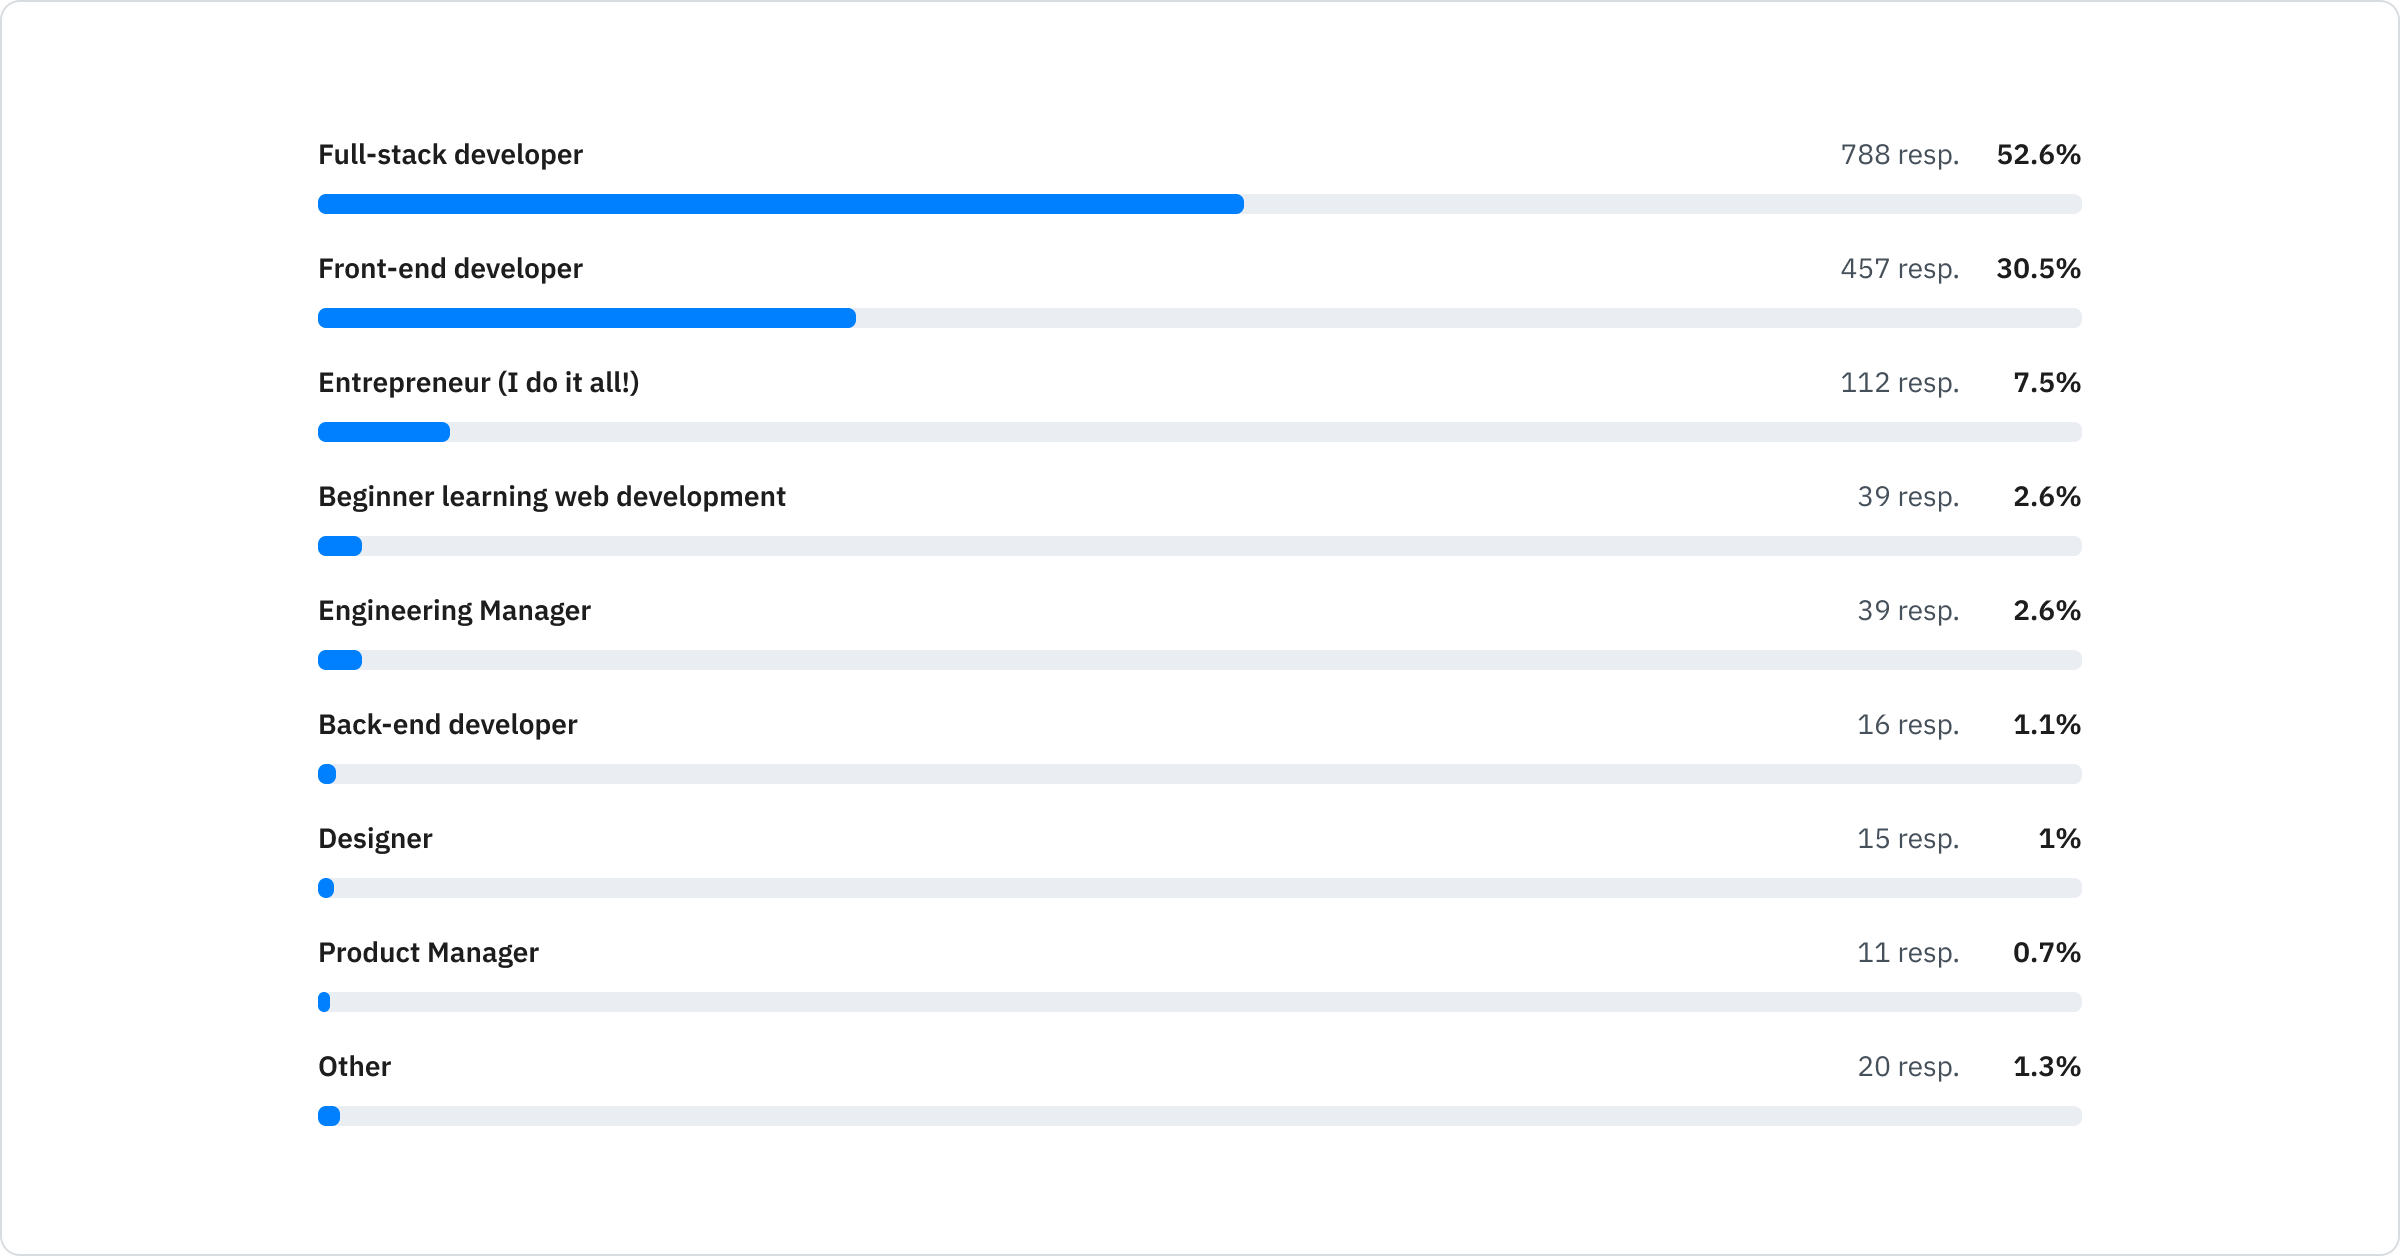 Full-stack developer 788 resp. 52.6%
Front-end developer 457 resp. 30.5%
Entrepreneur (I do it all!) 112 resp. 7.5%
Beginner learning web development 39 resp. 2.6%
Engineering Manager 39 resp. 2.6%
Back-end developer 16 resp. 1.1%
Designer 15 resp. 1%
Product Manager 11 resp. 0.7%
Other 20 resp. 1.3%